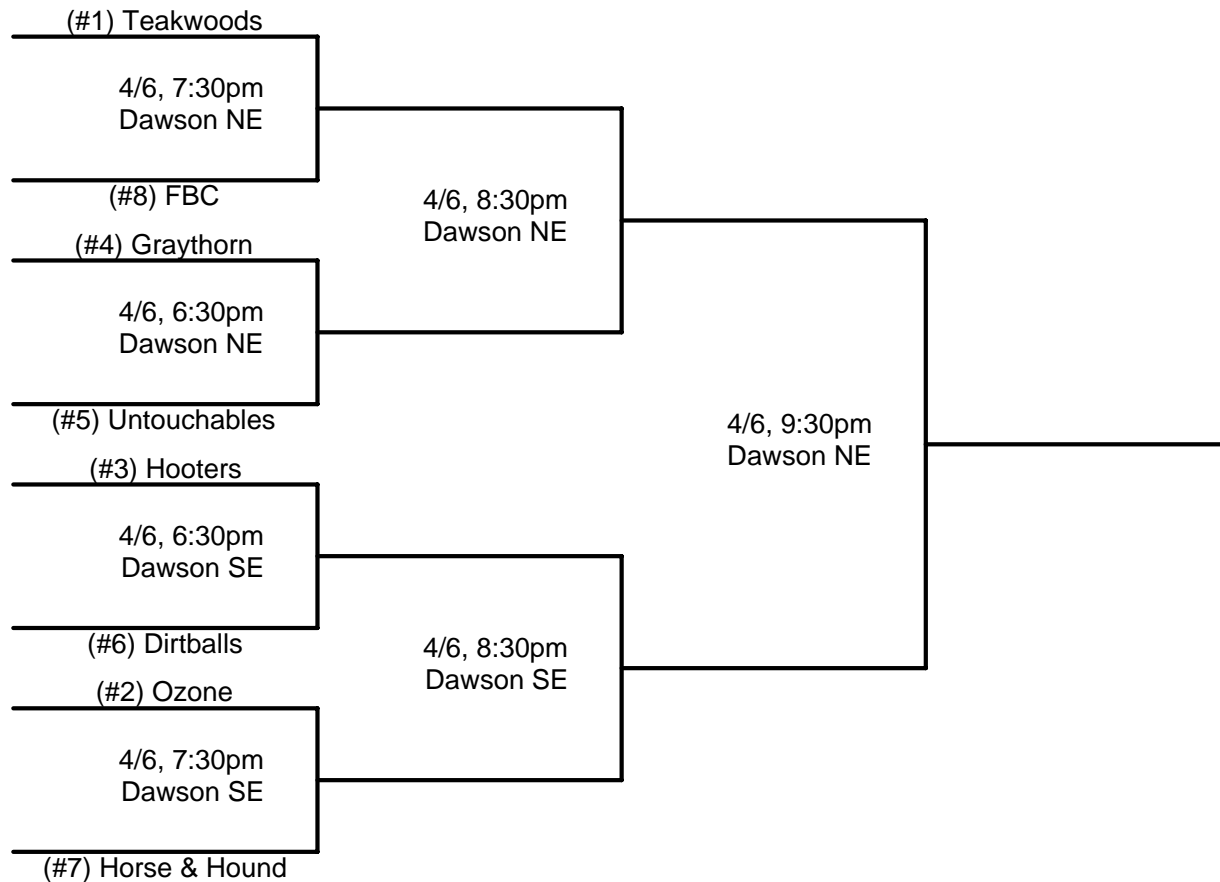 (#1) Teakwoods
4/6, 7:30pm
Dawson NE
(#8) FBC
4/6, 8:30pm
Dawson NE
(#4) Graythorn
4/6, 6:30pm
Dawson NE
(#5) Untouchables
4/6, 9:30pm
Dawson NE
(#3) Hooters
4/6, 6:30pm
Dawson SE
(#6) Dirtballs
4/6, 8:30pm
Dawson SE
(#2) Ozone
4/6, 7:30pm
Dawson SE
(#7) Horse & Hound